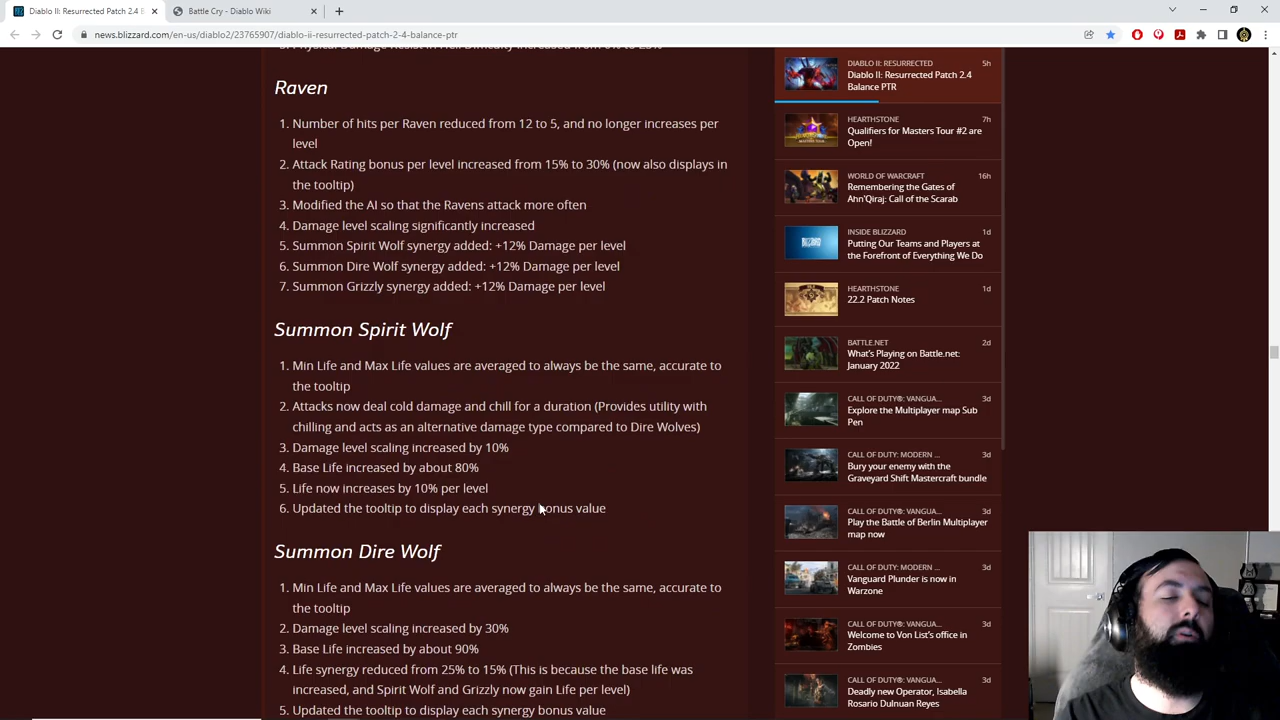 Diablo II: Resurrected Patch 2.4 B
Battle Cry - Diablo Wiki
news.blizzard.com/en-us/diablo2/23765907/diablo-ii-resurrected-patch-2-4-balance-ptr
5. Physical Damage Resist in Hell Difficulty increased from 0% to 25%
Raven
1. Number of hits per Raven reduced from 12 to 5, and no longer increases per
level
2. Attack Rating bonus per level increased from 15% to 30% (now also displays in
the tooltip)
3. Modified the AI so that the Ravens attack more often
4. Damage level scaling significantly increased
5. Summon Spirit Wolf synergy added: +12% Damage per level
6. Summon Dire Wolf synergy added: +12% Damage per level
7. Summon Grizzly synergy added: +12% Damage per level
Summon Spirit Wolf
1. Min Life and Max Life values are averaged to always be the same, accurate to
the tooltip
2. Attacks now deal cold damage and chill for a duration (Provides utility with
chilling and acts as an alternative damage type compared to Dire Wolves)
3. Damage level scaling increased by 10%
4. Base Life increased by about 80%
5. Life now increases by 10% per level
6. Updated the tooltip to display each synergy bonus value
Summon Dire Wolf
1. Min Life and Max Life values are averaged to always be the same, accurate to
the tooltip
2. Damage level scaling increased by 30%
3. Base Life increased by about 90%
4. Life synergy reduced from 25% to 15% (This is because the base life was
increased, and Spirit Wolf and Grizzly now gain Life per level)
5. Updated the tooltip to display each synergy bonus value
DIABLO II: RESURRECTED 5h
Diablo II: Resurrected Patch 2.4
Balance PTR
HEARTHSTONE 7h
Qualifiers for Masters Tour #2 are
Open!
WORLD OF WARCRAFT 16h
Remembering the Gates of
Ahn'Qiraj: Call of the Scarab
INSIDE BLIZZARD 1d
Putting Our Teams and Players at
the Forefront of Everything We Do
HEARTHSTONE 1d
22.2 Patch Notes
BATTLE.NET 2d
What's Playing on Battle.net:
January 2022
CALL OF DUTY®: VANGUA... 3d
Explore the Multiplayer map Sub
Pen
CALL OF DUTY: MODERN ... 3d
Bury your enemy with the
Graveyard Shift Mastercraft bundle
CALL OF DUTY®: VANGUA... 3d
Play the Battle of Berlin Multiplayer
map now
CALL OF DUTY: MODERN ... 3d
Vanguard Plunder is now in
Warzone
CALL OF DUTY®: VANGUA... 3d
Welcome to Von List's office in
Zombies
CALL OF DUTY®: VANGUA... 3d
Deadly new Operator, Isabella
Rosario Dulnuan Reyes